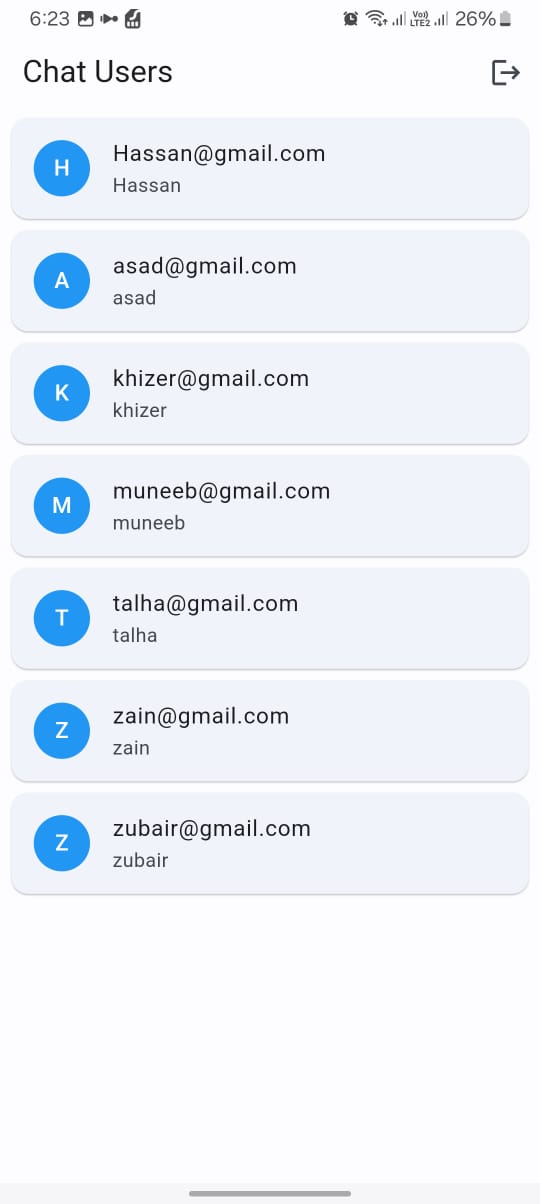 6:23
Vo)) LTE2 26%
Chat Users
H
Hassan@gmail.com
Hassan
A
asad@gmail.com
asad
K
khizer@gmail.com
khizer
M
muneeb@gmail.com
muneeb
T
talha@gmail.com
talha
Z
zain@gmail.com
zain
Z
zubair@gmail.com
zubair